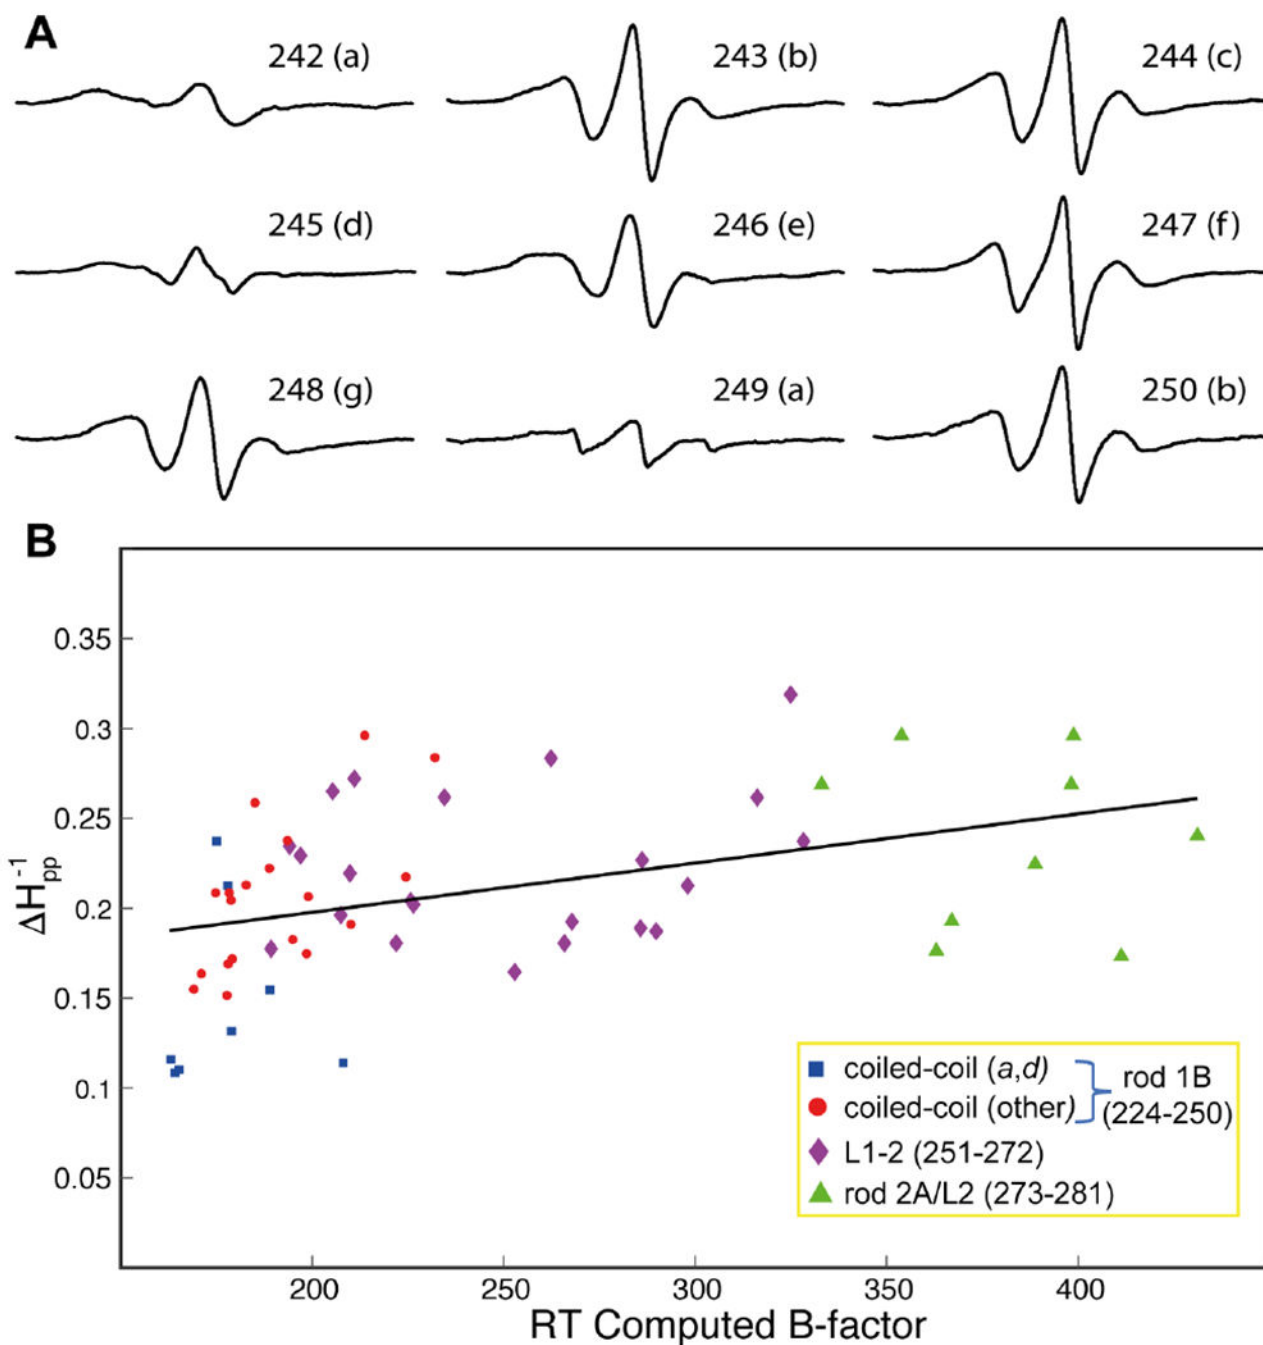 A
242 (a)
243 (b)
244 (c)
245 (d)
246 (e)
247 (f)
248 (g)
249 (a)
250 (b)
B
0.35
0.3
0.25
0.2
0.15
0.1
0.05
ΔH⁻¹pp
coiled-coil (a,d)
coiled-coil (other)
rod 1B
(224-250)
L1-2 (251-272)
rod 2A/L2 (273-281)
200
250
300
350
400
RT Computed B-factor